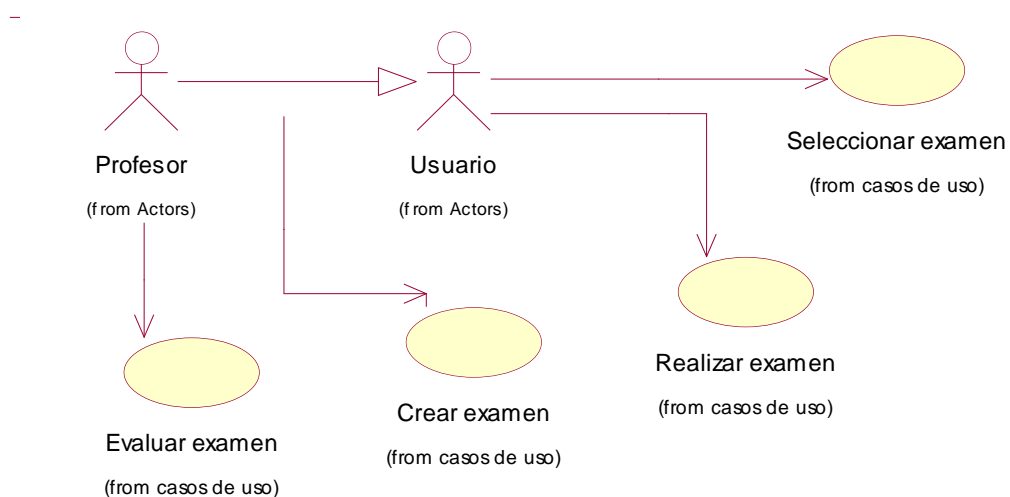 Profesor
(from Actors)
Usuario
(from Actors)
Seleccionar examen
(from casos de uso)
Realizar examen
(from casos de uso)
Crear examen
(from casos de uso)
Evaluar examen
(from casos de uso)